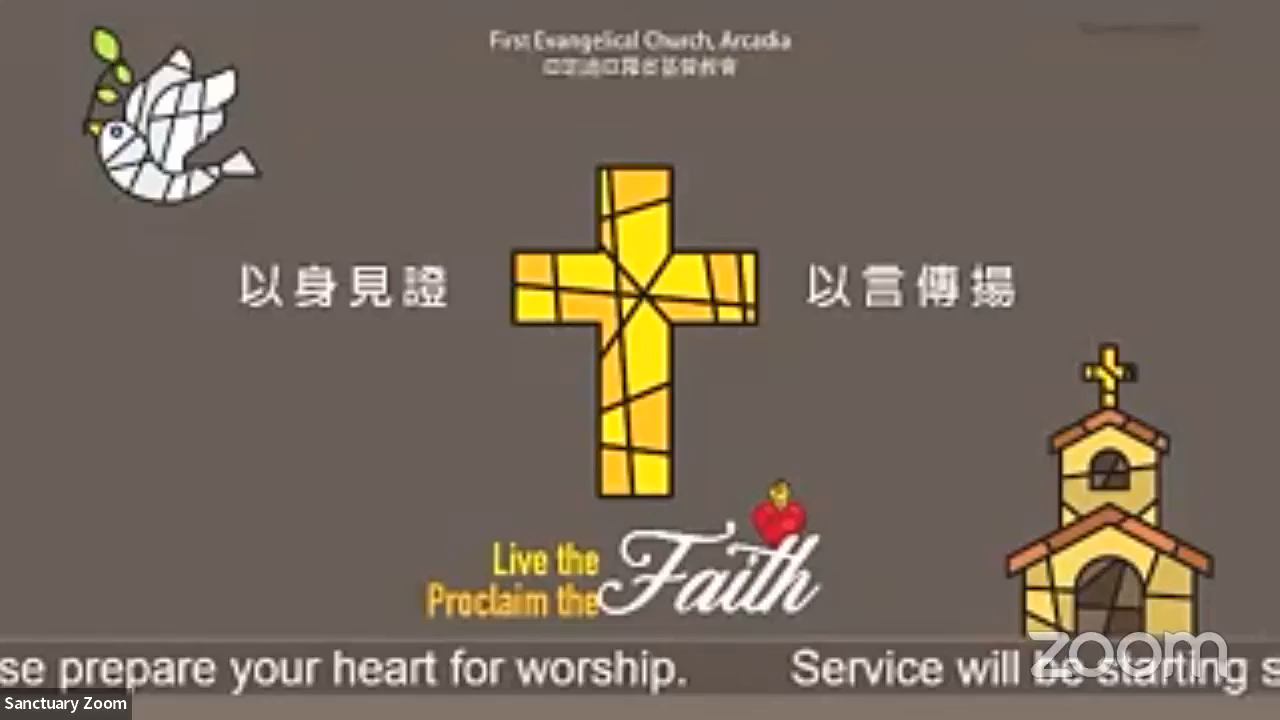 First Evangelical Church, Arcadia
以身見證
以言傳揚
Live the
Proclaim the
Faith
se prepare your heart for worship. Service will be starting s
zoom
Sanctuary Zoom